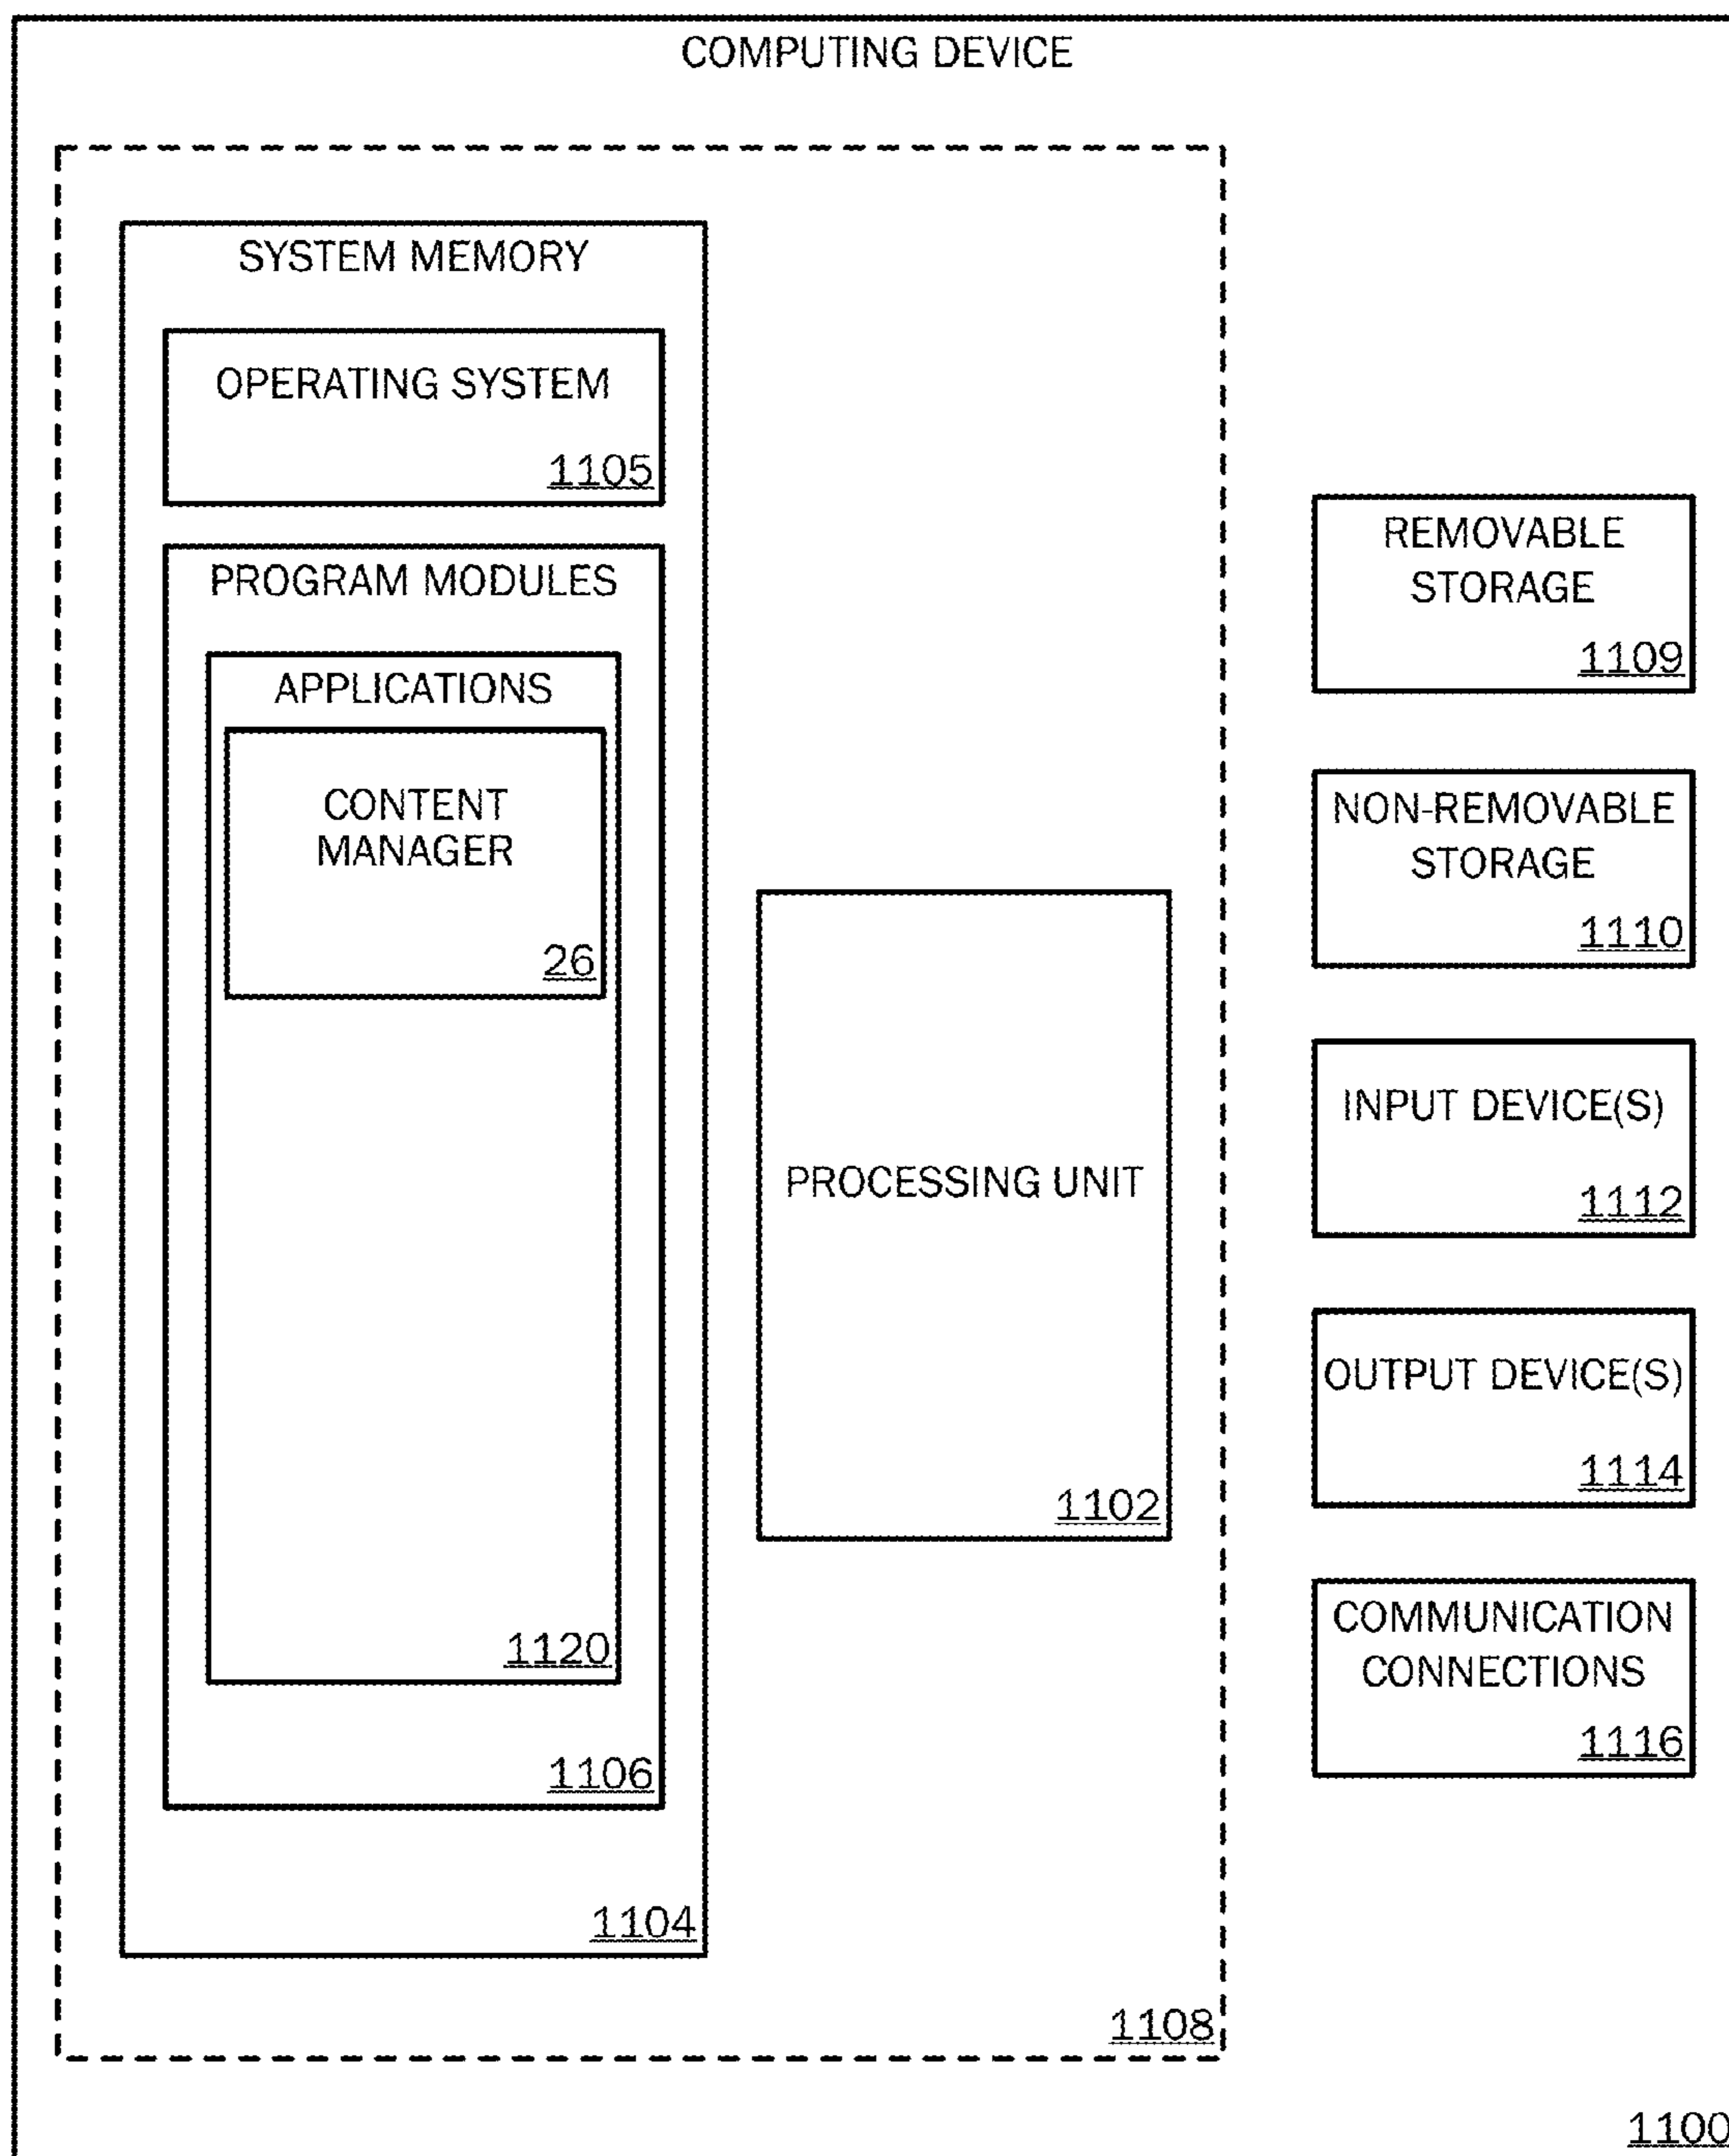 COMPUTING DEVICE
SYSTEM MEMORY
OPERATING SYSTEM
1105
PROGRAM MODULES
APPLICATIONS
CONTENT
MANAGER
26
1120
1106
1104
PROCESSING UNIT
1102
1108
REMOVABLE
STORAGE
1109
NON-REMOVABLE
STORAGE
1110
INPUT DEVICE(S)
1112
OUTPUT DEVICE(S)
1114
COMMUNICATION
CONNECTIONS
1116
1100